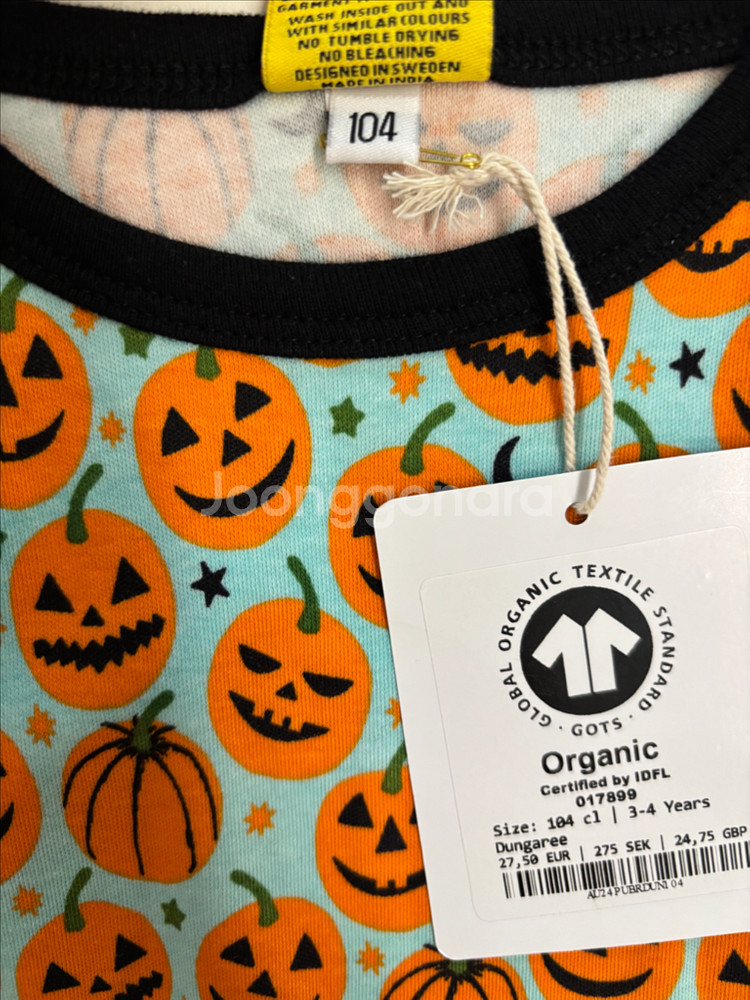 GARMENT
WASH INSIDE OUT AND
WITH SIMILAR COLOURS
NO TUMBLE DRYING
NO BLEACHING
DESIGNED IN SWEDEN
MADE IN INDIA
104
Joonggonara
GLOBAL ORGANIC TEXTILE STANDARD
· GOTS ·
Organic
Certified by IDFL
017899
Size: 104 cl | 3-4 Years
Dungaree
27,50 EUR | 275 SEK | 24,75 GBP
AU24PUBRDUN104